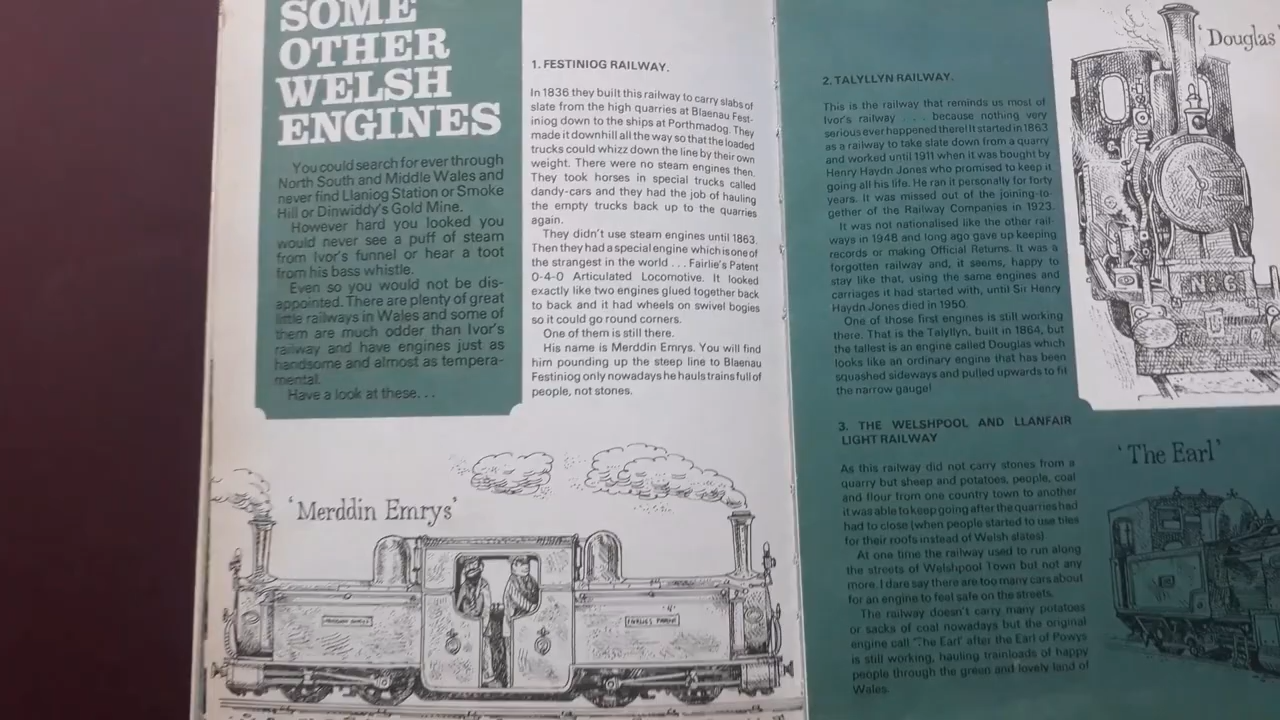 SOME
OTHER
WELSH
ENGINES
You could search for ever through
North South and Middle Wales and
never find Llaniog Station or Smoke
Hill or Dinwiddy's Gold Mine.
However hard you looked you
would never see a puff of steam
from Ivor's funnel or hear a toot
from his bass whistle.
Even so you would not be dis-
appointed. There are plenty of great
little railways in Wales and some of
them are much odder than Ivor's
railway and have engines just as
handsome and almost as tempera-
mental.
Have a look at these...
1. FESTINIOG RAILWAY.
In 1836 they built this railway to carry slabs of
slate from the high quarries at Blaenau Fest-
iniog down to the ships at Porthmadog. They
made it downhill all the way so that the loaded
trucks could whizz down the line by their own
weight. There were no steam engines then.
They took horses in special trucks called
dandy-cars and they had the job of hauling
the empty trucks back up to the quarries
again.
They didn't use steam engines until 1863.
Then they had a special engine which is one of
the strangest in the world ... Fairlie's Patent
0-4-0 Articulated Locomotive. It looked
exactly like two engines glued together back
to back and it had wheels on swivel bogies
so it could go round corners.
One of them is still there.
His name is Merddin Emrys. You will find
him pounding up the steep line to Blaenau
Festiniog only nowadays he hauls trains full of
people, not stones.
'Merddin Emrys'
MERDDIN EMRYS
FAIRLIES PATENT
2. TALYLLYN RAILWAY.
This is the railway that reminds us most of
Ivor's railway ... because nothing very
serious ever happened there! It started in 1863
as a railway to take slate down from a quarry
and worked until 1911 when it was bought by
Henry Haydn Jones who promised to keep it
going all his life. He ran it personally for forty
years. It was missed out of the joining-to-
gether of the Railway Companies in 1923.
It was not nationalised like the other rail-
ways in 1948 and long ago gave up keeping
records or making Official Returns. It was a
forgotten railway and, it seems, happy to
stay like that, using the same engines and
carriages it had started with, until Sir Henry
Haydn Jones died in 1950.
One of those first engines is still working
there. That is the Talyllyn, built in 1864, but
the tallest is an engine called Douglas which
looks like an ordinary engine that has been
squashed sideways and pulled upwards to fit
the narrow gauge!
'Douglas'
No. 6
3. THE WELSHPOOL AND LLANFAIR
LIGHT RAILWAY
As this railway did not carry stones from a
quarry but sheep and potatoes, people, coal
and flour from one country town to another
it was able to keep going after the quarries had
had to close (when people started to use tiles
for their roofs instead of Welsh slates)
At one time the railway used to run along
the streets of Welshpool Town but not any
more. I dare say there are too many cars about
for an engine to feel safe on the streets.
The railway doesn't carry many potatoes
or sacks of coal nowadays but the original
engine call 'The Earl' after the Earl of Powys
is still working, hauling trainloads of happy
people through the green and lovely land of
Wales.
'The Earl'